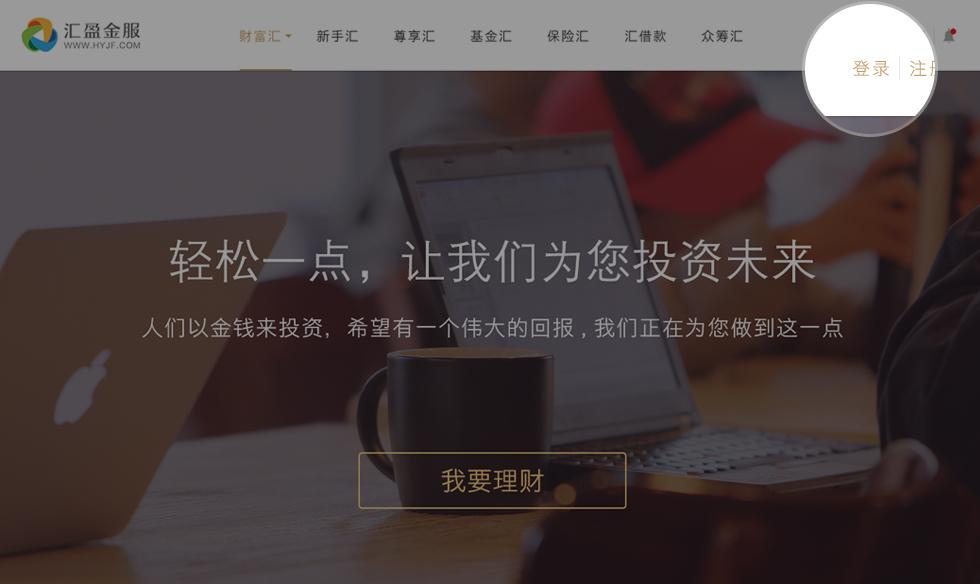 汇盈金服
WWW.HYJF.COM
财富汇
新手汇
尊享汇
基金汇
保险汇
汇借款
众筹汇
登录
注
轻松一点，让我们为您投资未来
人们以金钱来投资，希望有一个伟大的回报，我们正在为您做到这一点
我要理财